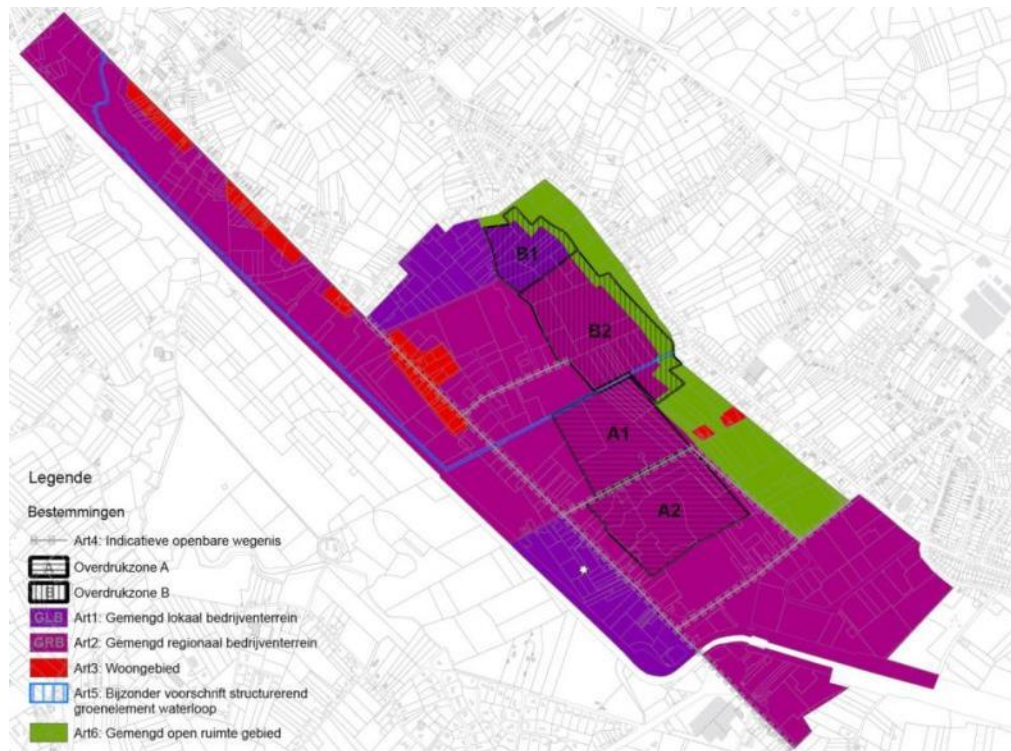 B1
B2
A1
A2
Legende
Bestemmingen
Art4: Indicatieve openbare wegenis
A Overdrukzone A
B Overdrukzone B
GLB Art1: Gemengd lokaal bedrijventerrein
GRB Art2: Gemengd regionaal bedrijventerrein
Art3: Woongebied
Art5: Bijzonder voorschrift structurerend
groenelement waterloop
Art6: Gemengd open ruimte gebied